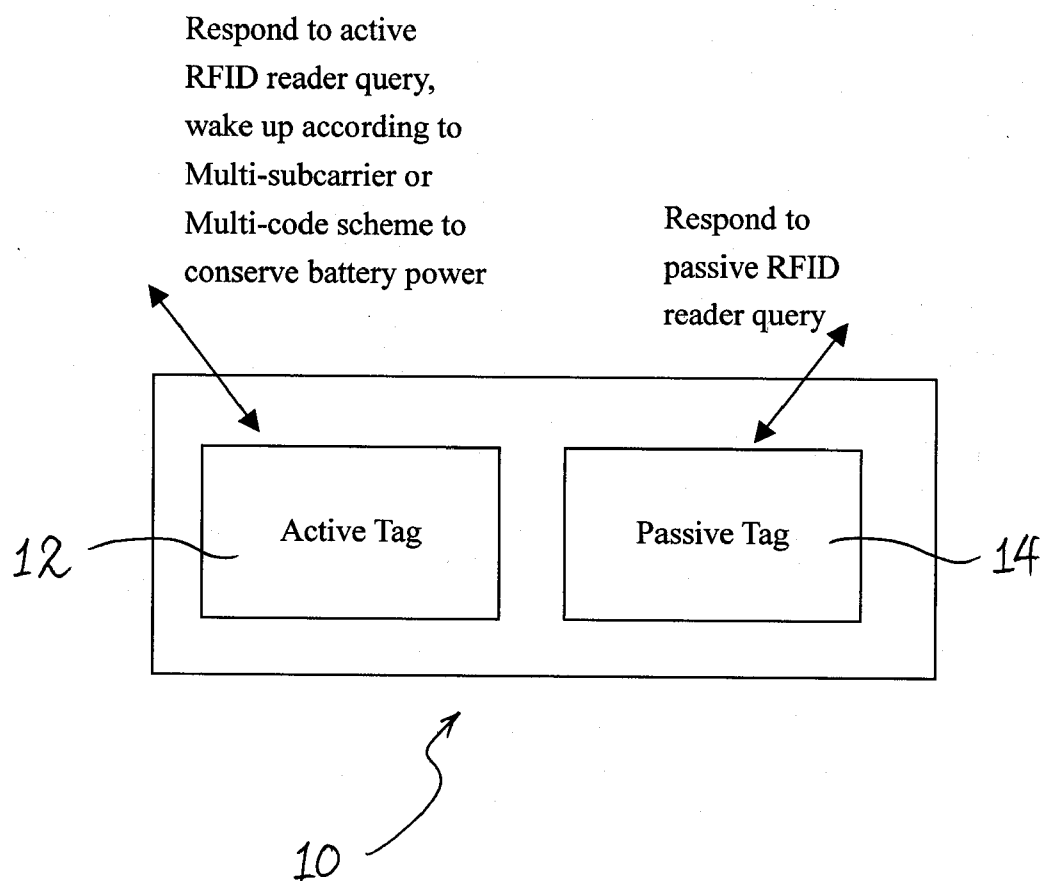 Respond to active
RFID reader query,
wake up according to
Multi-subcarrier or
Multi-code scheme to
conserve battery power
Respond to
passive RFID
reader query
Active Tag
Passive Tag
12
14
10